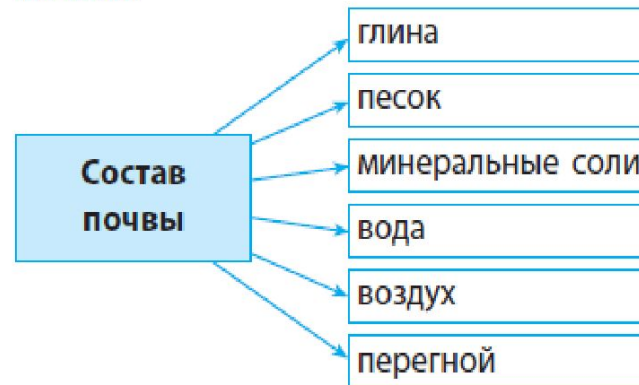 Состав
почвы
глина
песок
минеральные соли
вода
воздух
перегной